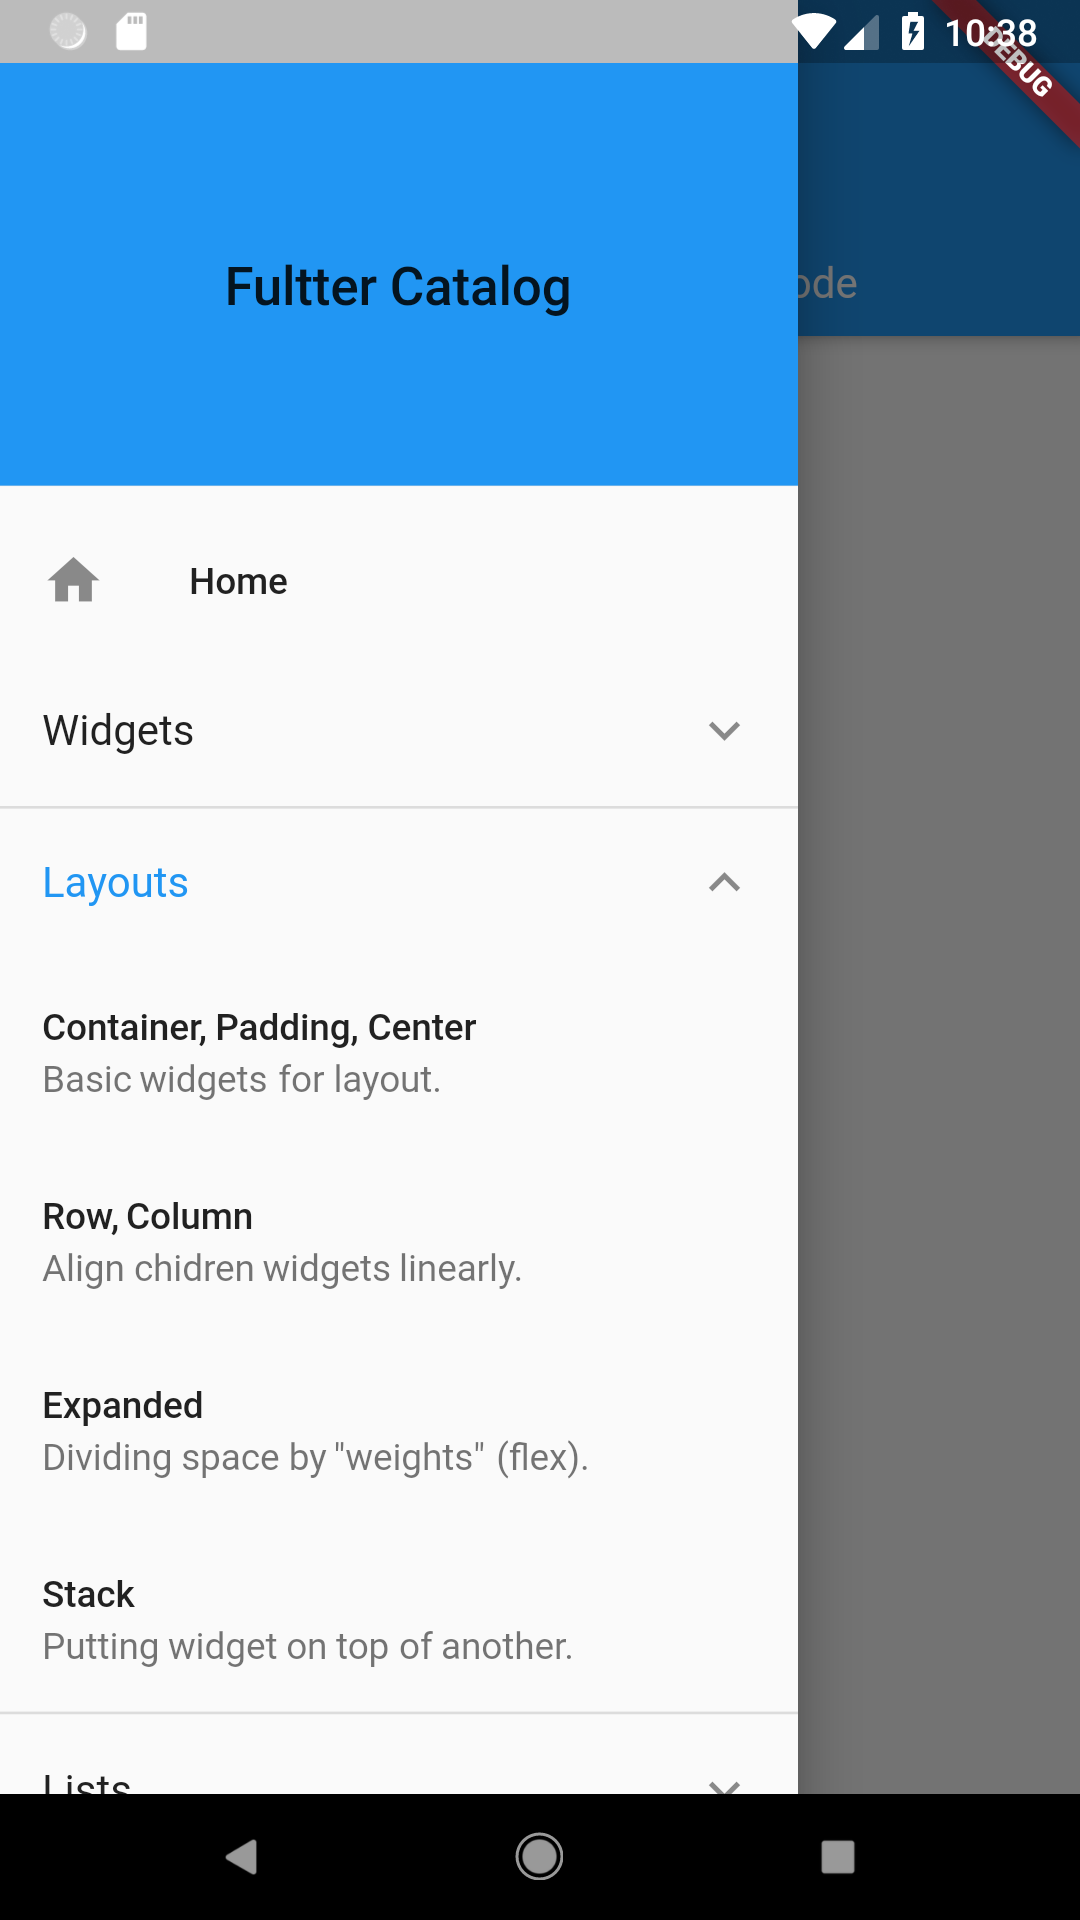 10:38
DEBUG
Fultter Catalog
ode
Home
Widgets
Layouts
Container, Padding, Center
Basic widgets for layout.
Row, Column
Align chidren widgets linearly.
Expanded
Dividing space by "weights" (flex).
Stack
Putting widget on top of another.
Lists